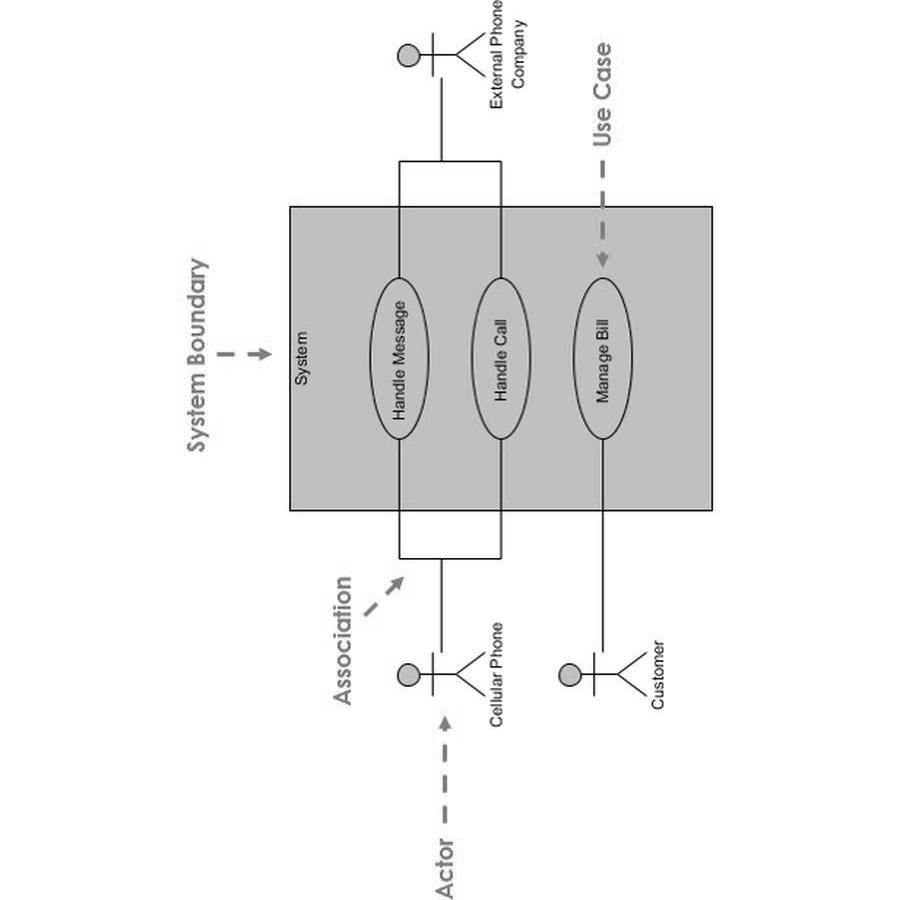 System Boundary
System
Association
Actor
Cellular Phone
Handle Message
External Phone
Company
Handle Call
Customer
Manage Bill
Use Case